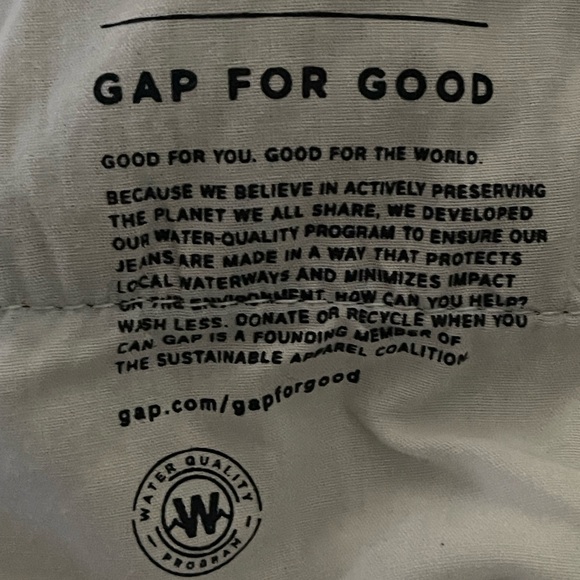 GAP FOR GOOD
GOOD FOR YOU. GOOD FOR THE WORLD.
BECAUSE WE BELIEVE IN ACTIVELY PRESERVING
THE PLANET WE ALL SHARE, WE DEVELOPED
OUR WATER-QUALITY PROGRAM TO ENSURE OUR
JEANS ARE MADE IN A WAY THAT PROTECTS
LOCAL WATERWAYS AND MINIMIZES IMPACT
ON THE ENVIRONMENT. HOW CAN YOU HELP?
WASH LESS. DONATE OR RECYCLE WHEN YOU
CAN. GAP IS A FOUNDING MEMBER OF
THE SUSTAINABLE APPAREL COALITION
gap.com/gapforgood
WATER QUALITY
W
PROGRAM